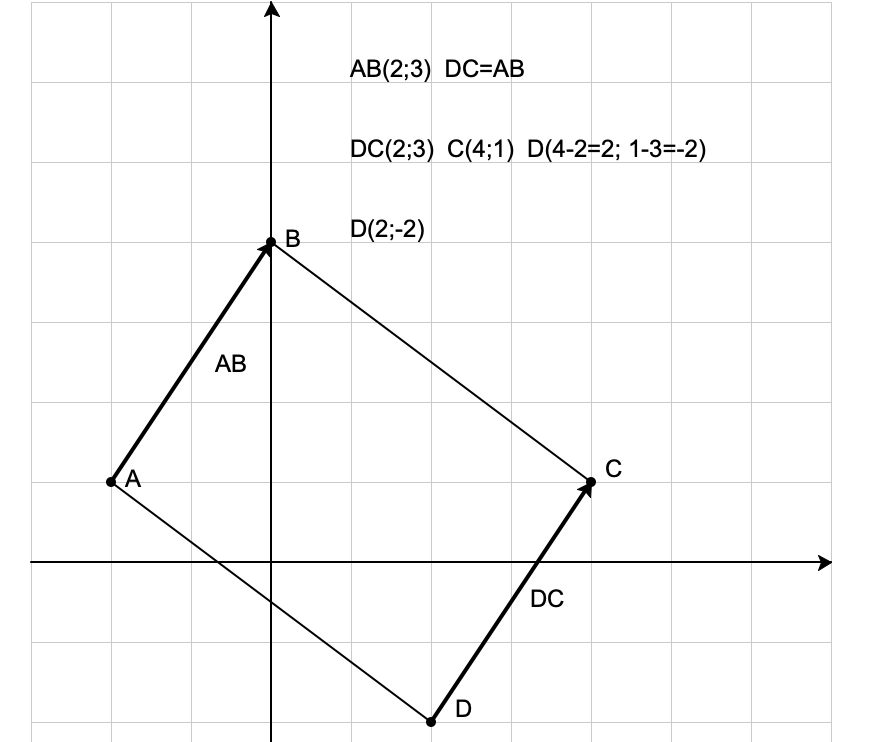 AB(2;3) DC=AB
DC(2;3) C(4;1) D(4-2=2; 1-3=-2)
D(2;-2)
B
AB
C
A
DC
D